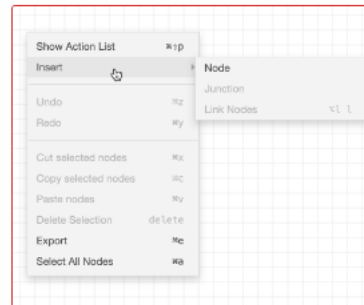 Show Action List ⌘⇧p
Insert
Node
Junction
Link Nodes ⌥l l
Undo ⌘z
Redo ⌘y
Cut selected nodes ⌘x
Copy selected nodes ⌘c
Paste nodes ⌘v
Delete Selection delete
Export ⌘e
Select All Nodes ⌘a